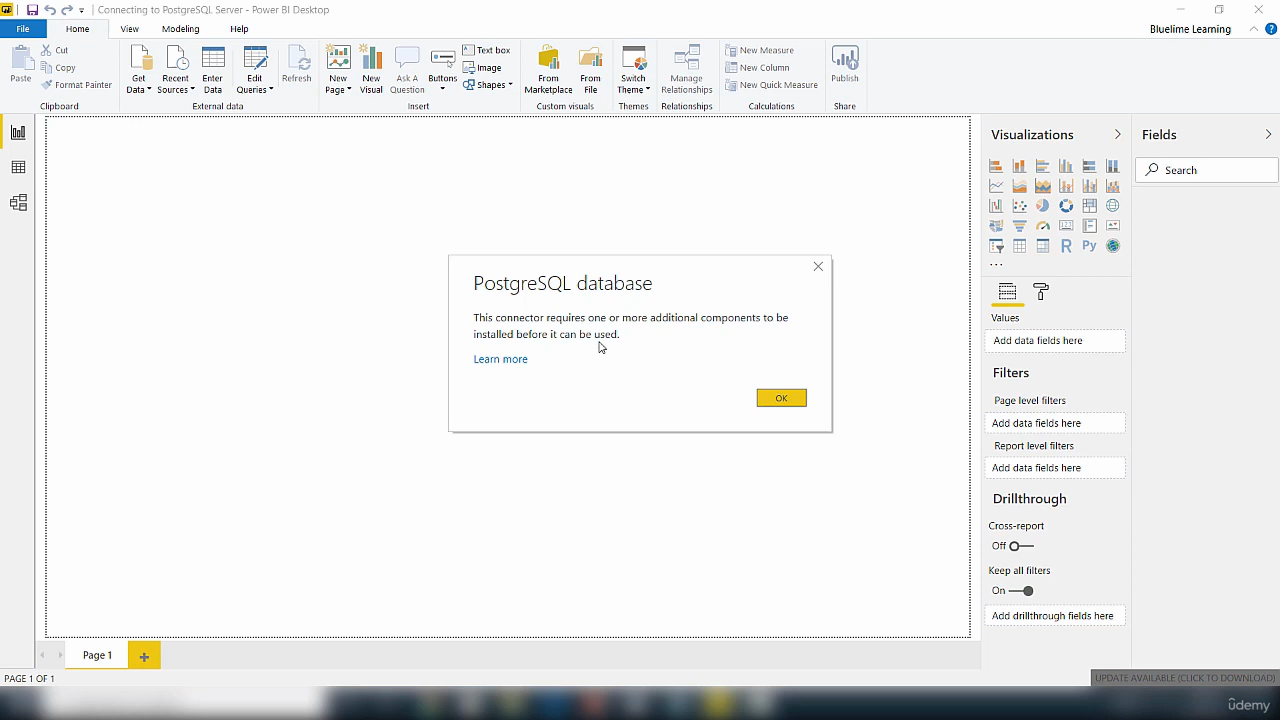 Connecting to PostgreSQL Server - Power BI Desktop
File
Home
View
Modeling
Help
Bluelime Learning
Paste
Cut
Copy
Format Painter
Clipboard
Get Data
Recent Sources
Enter Data
Edit Queries
Refresh
External data
New Page
New Visual
Ask A Question
Buttons
Text box
Image
Shapes
Insert
From Marketplace
From File
Custom visuals
Switch Theme
Themes
Manage Relationships
Relationships
New Measure
New Column
New Quick Measure
Calculations
Publish
Share
Visualizations
Fields
Search
R
Py
PostgreSQL database
This connector requires one or more additional components to be
installed before it can be used.
Learn more
OK
Values
Add data fields here
Filters
Page level filters
Add data fields here
Report level filters
Add data fields here
Drillthrough
Cross-report
Off
Keep all filters
On
Add drillthrough fields here
Page 1
PAGE 1 OF 1
UPDATE AVAILABLE (CLICK TO DOWNLOAD)
ûdemy